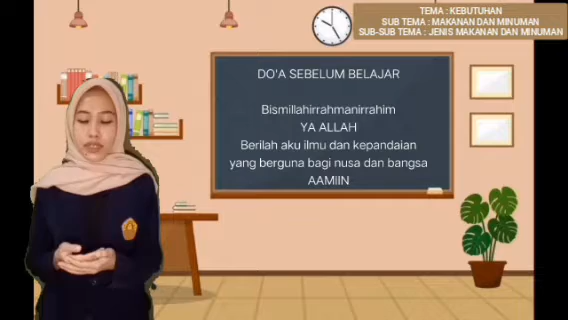 TEMA : KEBUTUHAN
SUB TEMA : MAKANAN DAN MINUMAN
SUB-SUB TEMA : JENIS MAKANAN DAN MINUMAN
DO'A SEBELUM BELAJAR
Bismillahirrahmanirrahim
YA ALLAH
Berilah aku ilmu dan kepandaian
yang berguna bagi nusa dan bangsa
AAMIIN